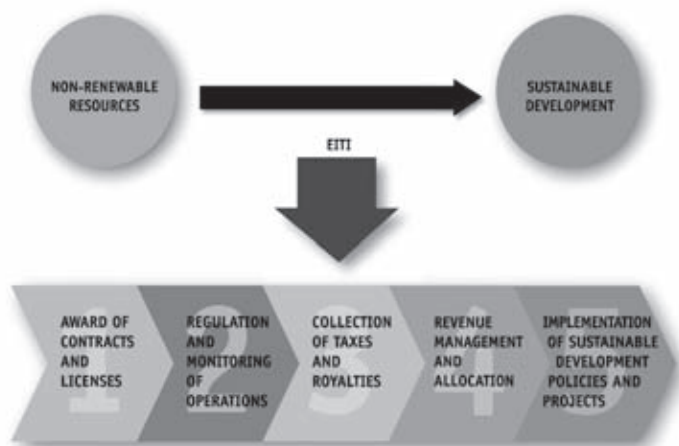 NON-RENEWABLE
RESOURCES
SUSTAINABLE
DEVELOPMENT
EITI
1
AWARD OF
CONTRACTS
AND
LICENSES
2
REGULATION
AND
MONITORING
OF
OPERATIONS
3
COLLECTION
OF TAXES
AND
ROYALTIES
4
REVENUE
MANAGEMENT
AND
ALLOCATION
5
IMPLEMENTATION
OF SUSTAINABLE
DEVELOPMENT
POLICIES AND
PROJECTS